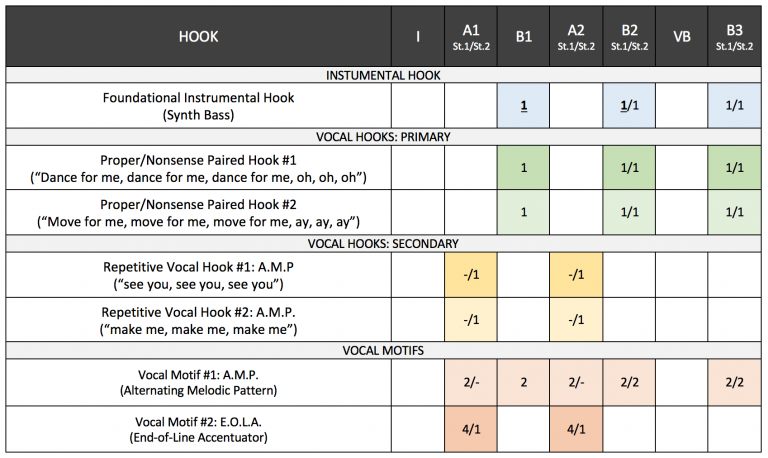 HOOK I A1 B1 A2 B2 VB B3
St.1/St.2 St.1/St.2 St.1/St.2 St.1/St.2
INSTUMENTAL HOOK
Foundational Instrumental Hook
(Synth Bass) 1 1/1 1/1
VOCAL HOOKS: PRIMARY
Proper/Nonsense Paired Hook #1
(“Dance for me, dance for me, dance for me, oh, oh, oh”) 1 1/1 1/1
Proper/Nonsense Paired Hook #2
(“Move for me, move for me, move for me, ay, ay, ay”) 1 1/1 1/1
VOCAL HOOKS: SECONDARY
Repetitive Vocal Hook #1: A.M.P
(“see you, see you, see you”) -/1 -/1
Repetitive Vocal Hook #2: A.M.P.
(“make me, make me, make me”) -/1 -/1
VOCAL MOTIFS
Vocal Motif #1: A.M.P.
(Alternating Melodic Pattern) 2/- 2 2/- 2/2 2/2
Vocal Motif #2: E.O.L.A.
(End-of-Line Accentuator) 4/1 4/1